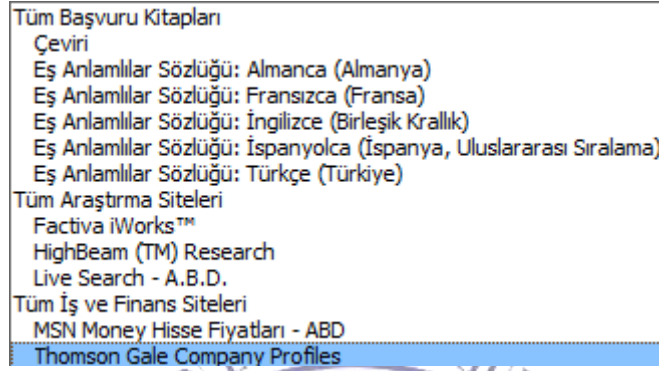 Tüm Başvuru Kitapları
Çeviri
Eş Anlamlılar Sözlüğü: Almanca (Almanya)
Eş Anlamlılar Sözlüğü: Fransızca (Fransa)
Eş Anlamlılar Sözlüğü: İngilizce (Birleşik Krallık)
Eş Anlamlılar Sözlüğü: İspanyolca (İspanya, Uluslararası Sıralama)
Eş Anlamlılar Sözlüğü: Türkçe (Türkiye)
Tüm Araştırma Siteleri
Factiva iWorks™
HighBeam (TM) Research
Live Search - A.B.D.
Tüm İş ve Finans Siteleri
MSN Money Hisse Fiyatları - ABD
Thomson Gale Company Profiles